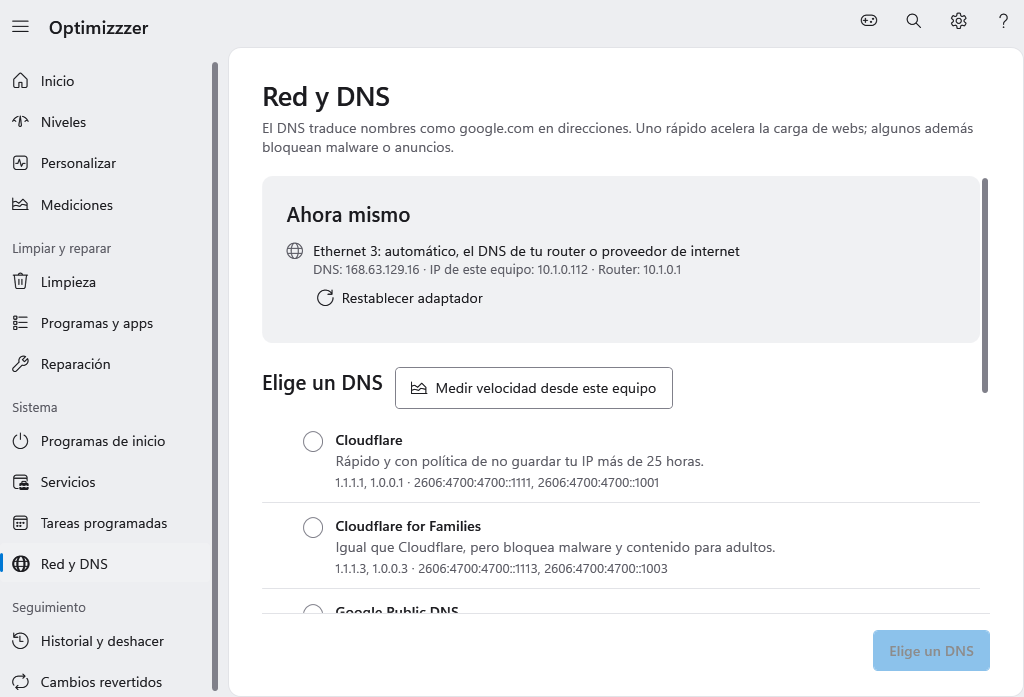 Optimizzzer
Inicio
Niveles
Personalizar
Mediciones
Limpiar y reparar
Limpieza
Programas y apps
Reparación
Sistema
Programas de inicio
Servicios
Tareas programadas
Red y DNS
Seguimiento
Historial y deshacer
Cambios revertidos
Red y DNS
El DNS traduce nombres como google.com en direcciones. Uno rápido acelera la carga de webs; algunos además
bloquean malware o anuncios.
Ahora mismo
Ethernet 3: automático, el DNS de tu router o proveedor de internet
DNS: 168.63.129.16 · IP de este equipo: 10.1.0.112 · Router: 10.1.0.1
Restablecer adaptador
Elige un DNS
Medir velocidad desde este equipo
Cloudflare
Rápido y con política de no guardar tu IP más de 25 horas.
1.1.1.1, 1.0.0.1 · 2606:4700:4700::1111, 2606:4700:4700::1001
Cloudflare for Families
Igual que Cloudflare, pero bloquea malware y contenido para adultos.
1.1.1.3, 1.0.0.3 · 2606:4700:4700::1113, 2606:4700:4700::1003
Google Public DNS
Elige un DNS